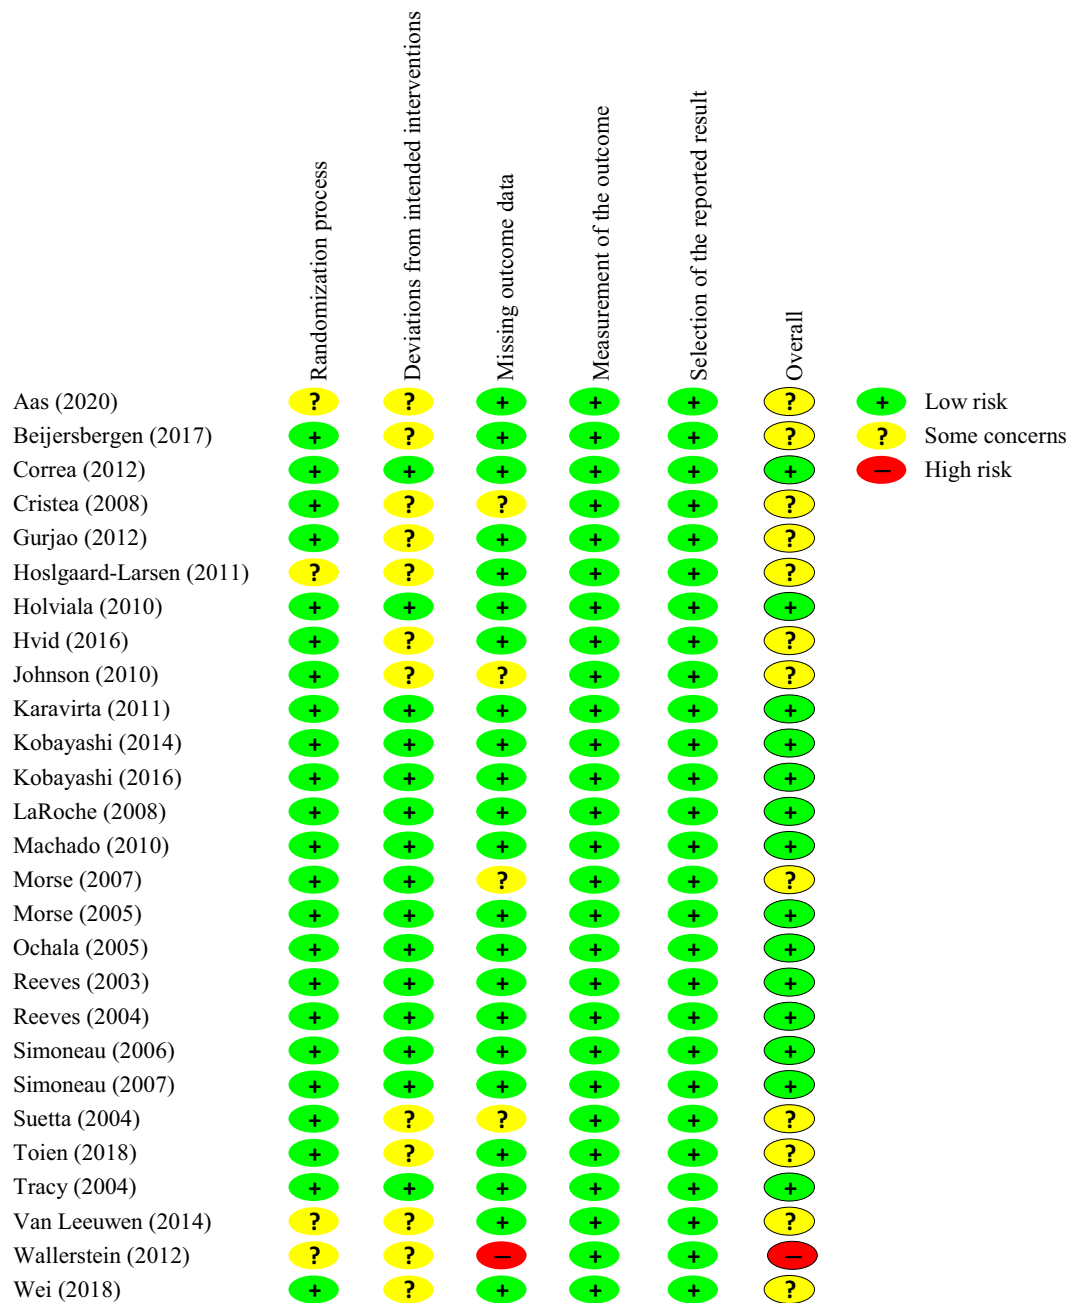 Randomization process
Deviations from intended interventions
Missing outcome data
Measurement of the outcome
Selection of the reported result
Overall
Aas (2020) ? ? + + + ? + Low risk
Beijersbergen (2017) + ? + + + ? ? Some concerns
Correa (2012) + + + + + + – High risk
Cristea (2008) + ? ? + + ?
Gurjao (2012) + ? + + + ?
Hoslgaard-Larsen (2011) ? ? + + + ?
Holviala (2010) + + + + + +
Hvid (2016) + ? + + + ?
Johnson (2010) + ? ? + + ?
Karavirta (2011) + + + + + +
Kobayashi (2014) + + + + + +
Kobayashi (2016) + + + + + +
LaRoche (2008) + + + + + +
Machado (2010) + + + + + +
Morse (2007) + + ? + + ?
Morse (2005) + + + + + +
Ochala (2005) + + + + + +
Reeves (2003) + + + + + +
Reeves (2004) + + + + + +
Simoneau (2006) + + + + + +
Simoneau (2007) + + + + + +
Suetta (2004) + ? ? + + ?
Toien (2018) + ? + + + ?
Tracy (2004) + + + + + +
Van Leeuwen (2014) ? ? + + + ?
Wallerstein (2012) ? ? – + + –
Wei (2018) + ? + + + ?